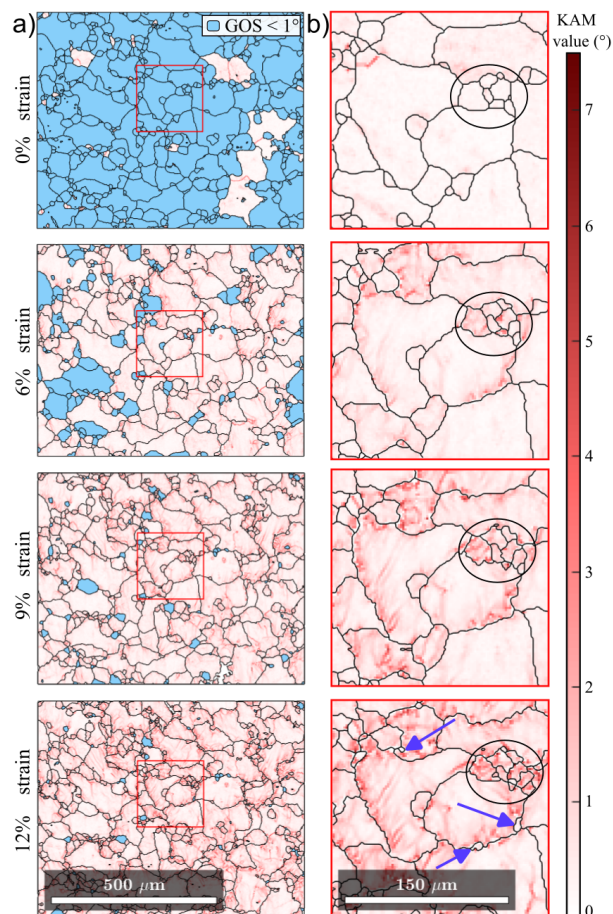 a)
GOS < 1°
b)
KAM
value (°)
0% strain
6% strain
9% strain
12% strain
7
6
5
4
3
2
1
0
500 μm
150 μm